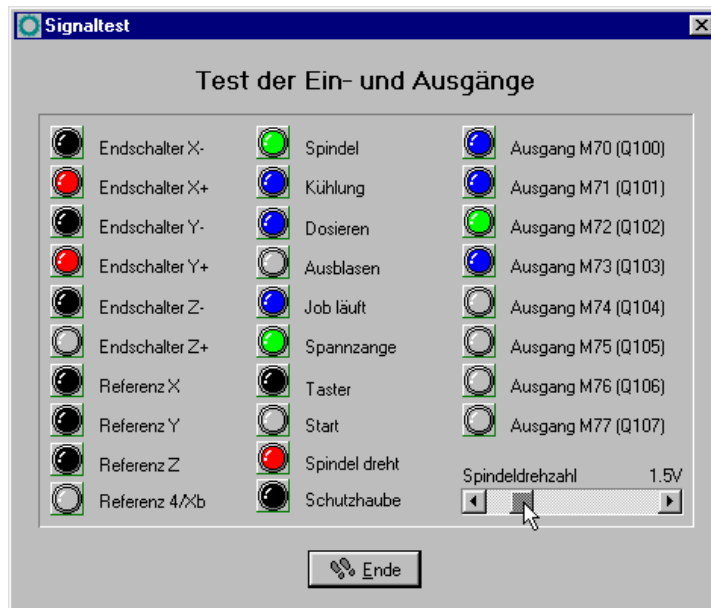 Signaltest
Test der Ein- und Ausgänge
Endschalter X-
Endschalter X+
Endschalter Y-
Endschalter Y+
Endschalter Z-
Endschalter Z+
Referenz X
Referenz Y
Referenz Z
Referenz 4/Xb
Spindel
Kühlung
Dosieren
Ausblasen
Job läuft
Spannzange
Taster
Start
Spindel dreht
Schutzhaube
Ausgang M70 (Q100)
Ausgang M71 (Q101)
Ausgang M72 (Q102)
Ausgang M73 (Q103)
Ausgang M74 (Q104)
Ausgang M75 (Q105)
Ausgang M76 (Q106)
Ausgang M77 (Q107)
Spindeldrehzahl 1.5V
Ende